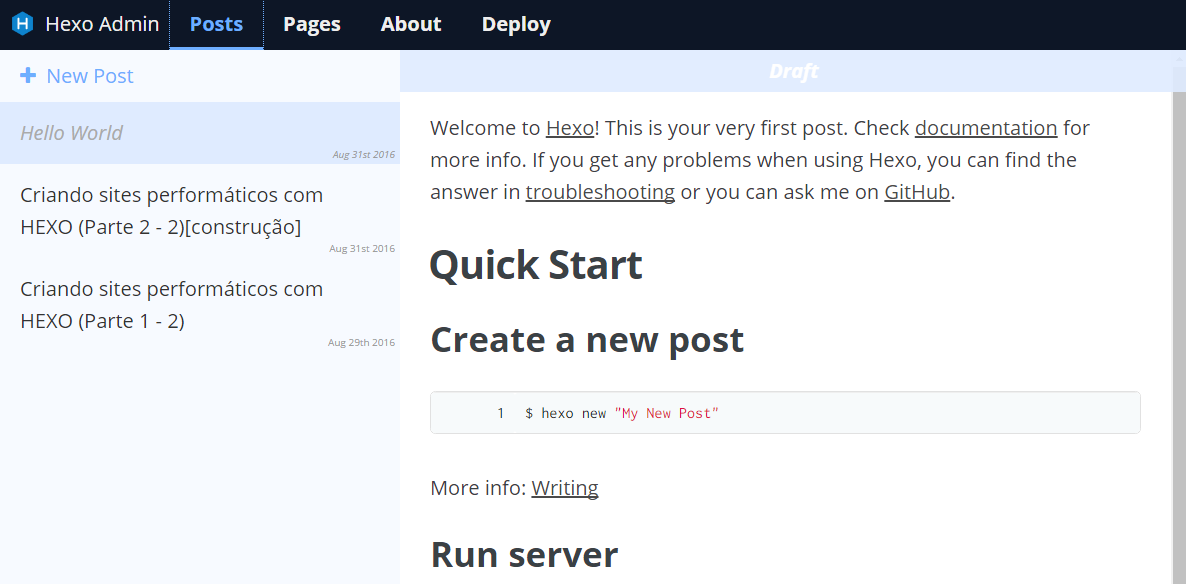 Hexo Admin Posts Pages About Deploy
New Post
Hello World
Aug 31st 2016
Criando sites performáticos com
HEXO (Parte 2 - 2)[construção]
Aug 31st 2016
Criando sites performáticos com
HEXO (Parte 1 - 2)
Aug 29th 2016
Draft
Welcome to Hexo! This is your very first post. Check documentation for
more info. If you get any problems when using Hexo, you can find the
answer in troubleshooting or you can ask me on GitHub.
Quick Start
Create a new post
1 $ hexo new "My New Post"
More info: Writing
Run server